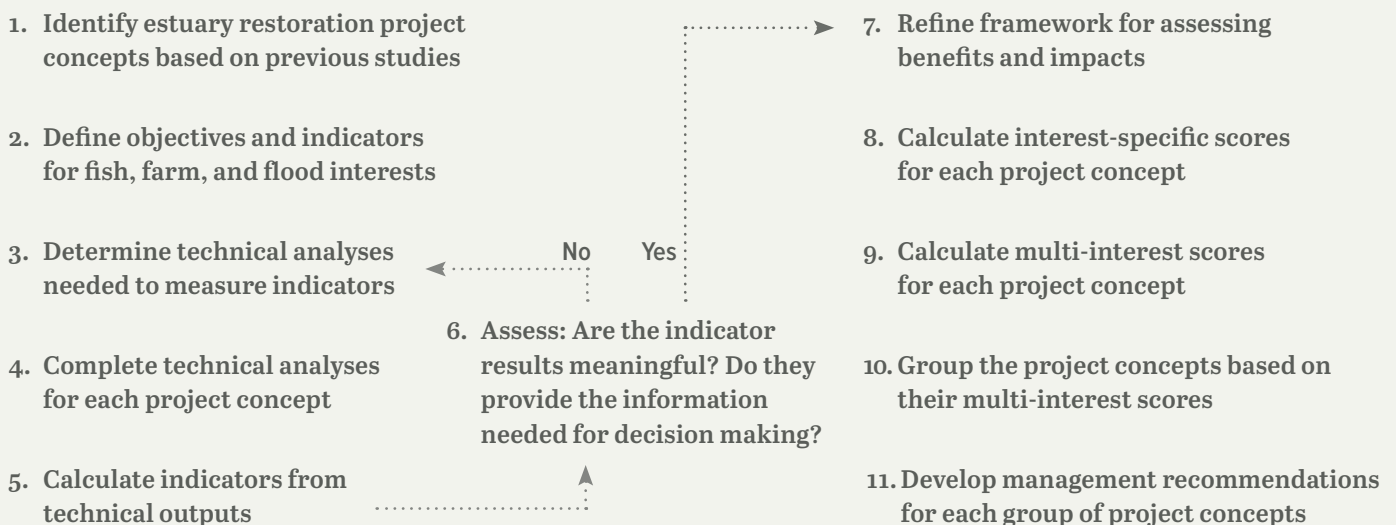 1. Identify estuary restoration project
concepts based on previous studies
2. Define objectives and indicators
for fish, farm, and flood interests
3. Determine technical analyses
needed to measure indicators
4. Complete technical analyses
for each project concept
5. Calculate indicators from
technical outputs
No
Yes
6. Assess: Are the indicator
results meaningful? Do they
provide the information
needed for decision making?
7. Refine framework for assessing
benefits and impacts
8. Calculate interest-specific scores
for each project concept
9. Calculate multi-interest scores
for each project concept
10. Group the project concepts based on
their multi-interest scores
11. Develop management recommendations
for each group of project concepts